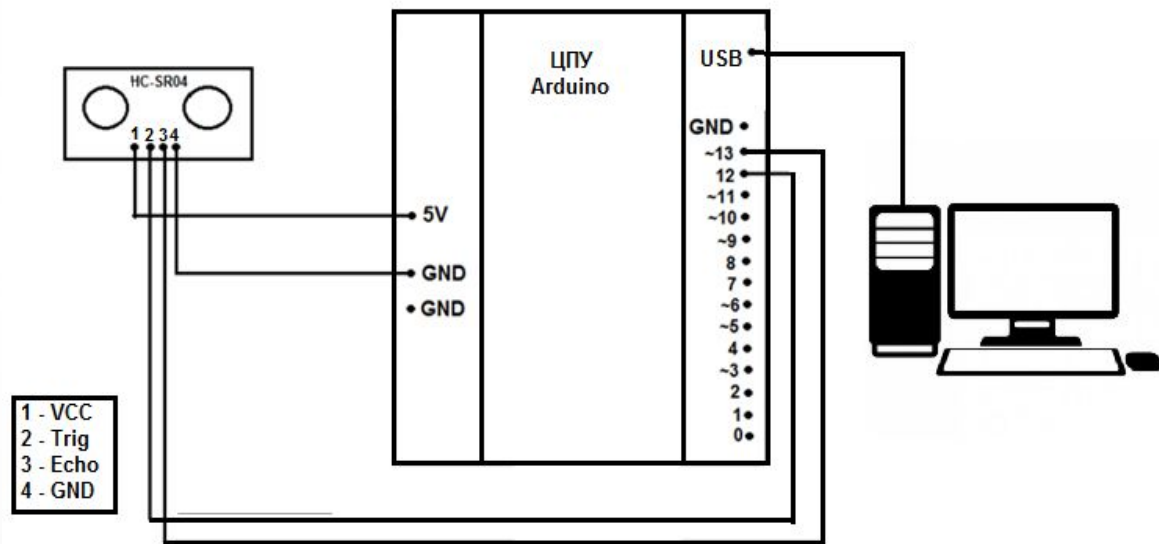 HC-SR04
1 2 3 4
1 - VCC
2 - Trig
3 - Echo
4 - GND
5V
GND
GND
ЦПУ
Arduino
USB
GND
~13
12
~11
~10
~9
8
7
~6
~5
4
~3
2
1
0